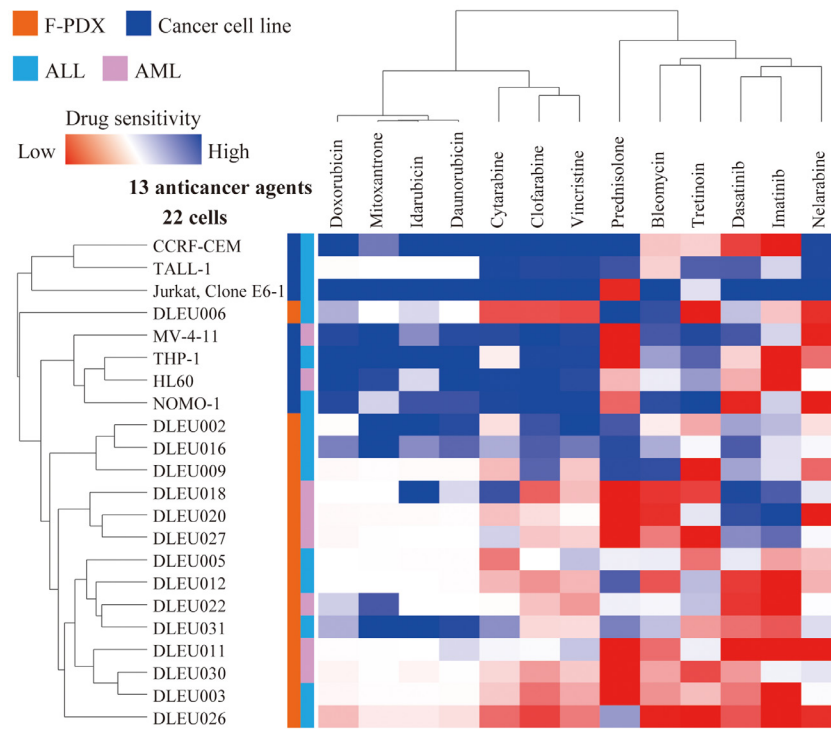 F-PDX Cancer cell line
ALL AML
Drug sensitivity
Low High
13 anticancer agents
22 cells
Doxorubicin
Mitoxantrone
Idarubicin
Daunorubicin
Cytarabine
Clofarabine
Vincristine
Prednisolone
Bleomycin
Tretinoin
Dasatinib
Imatinib
Nelarabine
CCRF-CEM
TALL-1
Jurkat, Clone E6-1
DLEU006
MV-4-11
THP-1
HL60
NOMO-1
DLEU002
DLEU016
DLEU009
DLEU018
DLEU020
DLEU027
DLEU005
DLEU012
DLEU022
DLEU031
DLEU011
DLEU030
DLEU003
DLEU026